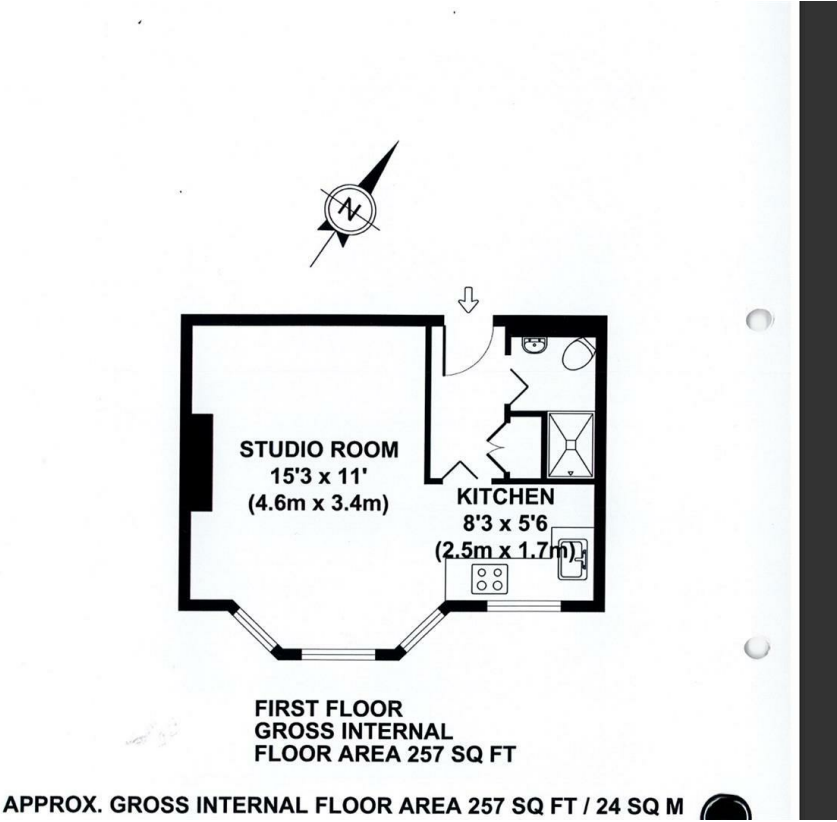 N
STUDIO ROOM
15'3 x 11'
(4.6m x 3.4m)
KITCHEN
8'3 x 5'6
(2.5m x 1.7m)
FIRST FLOOR
GROSS INTERNAL
FLOOR AREA 257 SQ FT
APPROX. GROSS INTERNAL FLOOR AREA 257 SQ FT / 24 SQ M